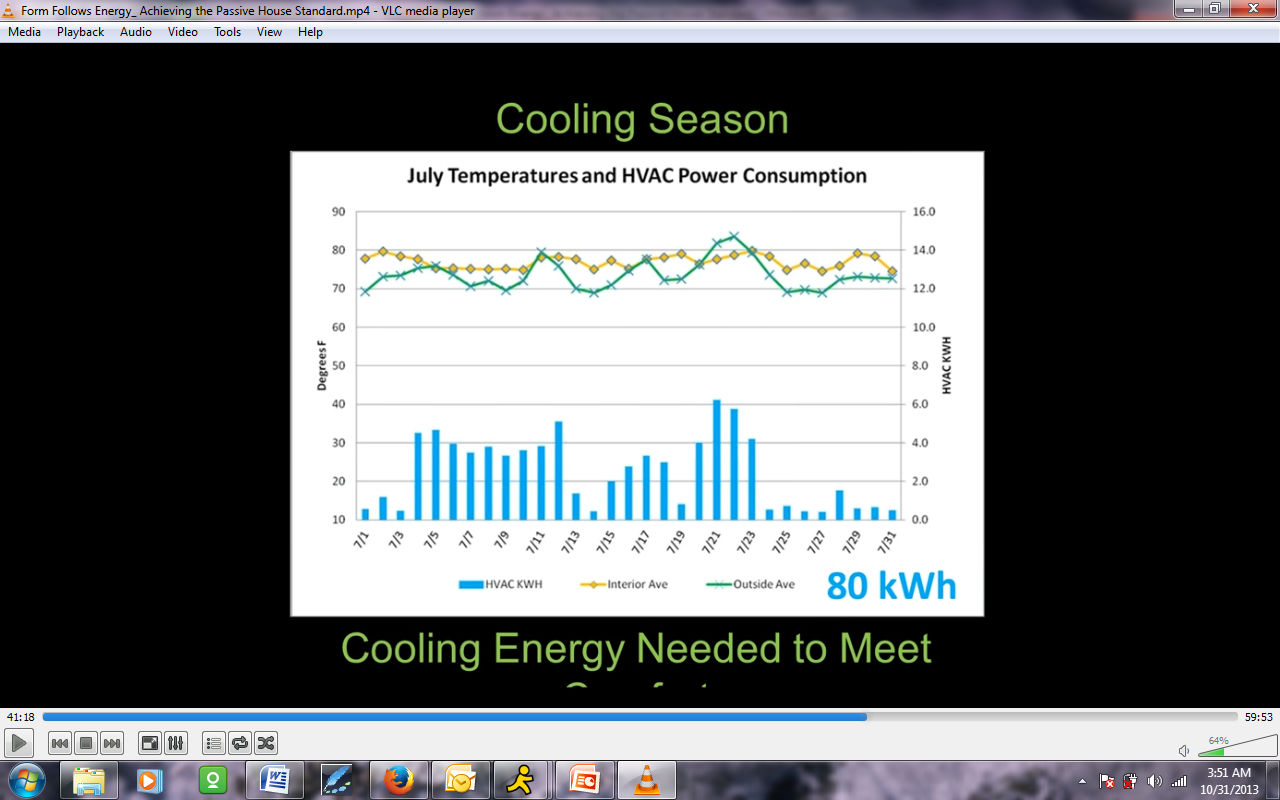 Form Follows Energy_ Achieving the Passive House Standard.mp4 - VLC media player
Media Playback Audio Video Tools View Help
Cooling Season
July Temperatures and HVAC Power Consumption
90 16.0
80 14.0
70 12.0
60 10.0
50 8.0
40 6.0
30 4.0
20 2.0
10 0.0
Degrees F
HVAC KWH
7/1 7/3 7/5 7/7 7/9 7/11 7/13 7/15 7/17 7/19 7/21 7/23 7/25 7/27 7/29 7/31
HVAC KWH Interior Ave Outside Ave
80 kWh
Cooling Energy Needed to Meet
41:18 59:53
64%
3:51 AM
10/31/2013